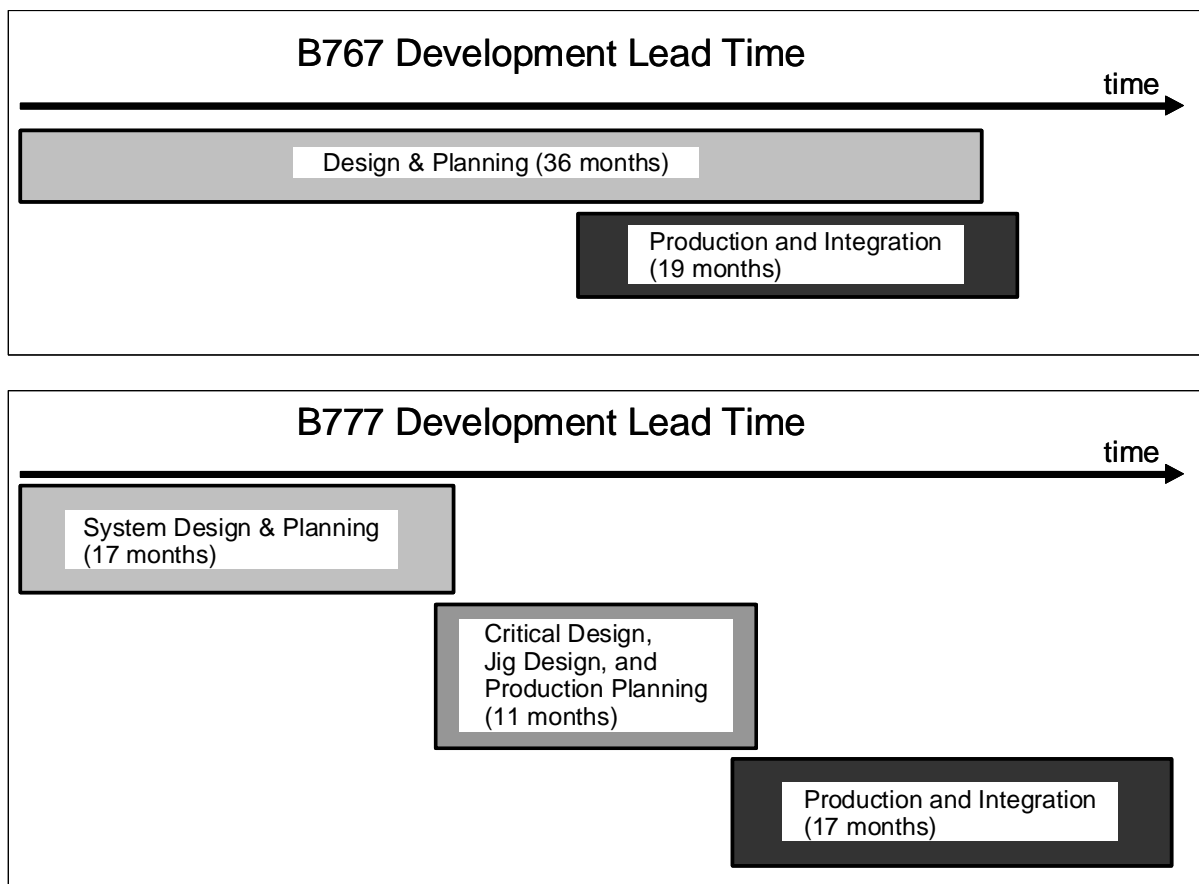 B767 Development Lead Time
time
Design & Planning (36 months)
Production and Integration
(19 months)
B777 Development Lead Time
time
System Design & Planning
(17 months)
Critical Design,
Jig Design, and
Production Planning
(11 months)
Production and Integration
(17 months)